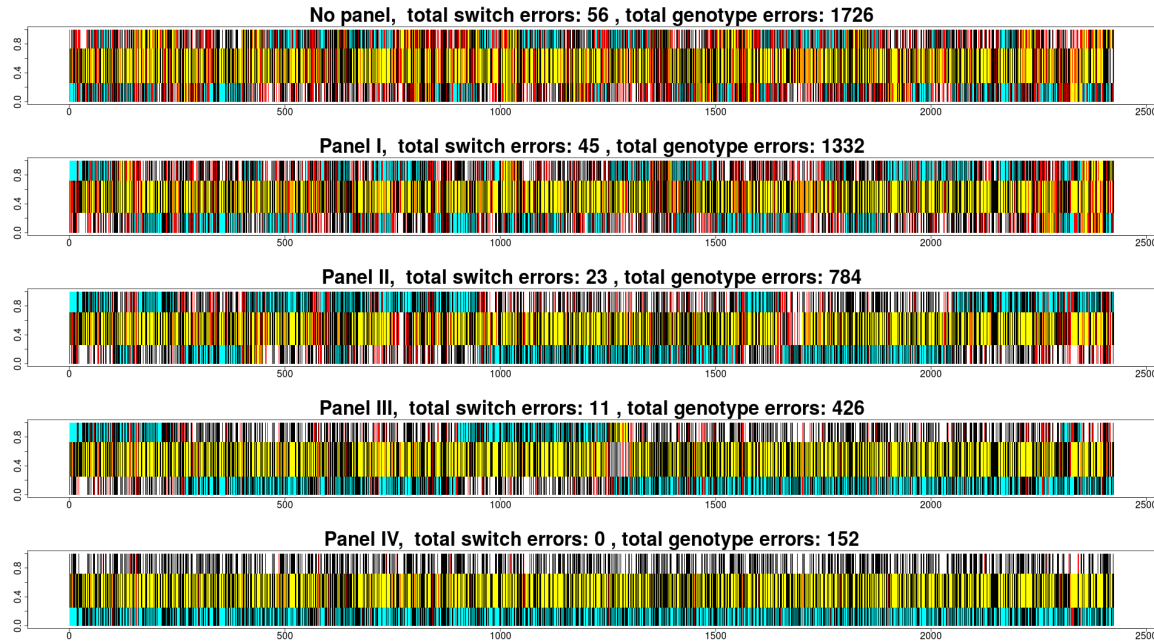 No panel, total switch errors: 56 , total genotype errors: 1726
0.0 0.4 0.8
0 500 1000 1500 2000 2500
Panel I, total switch errors: 45 , total genotype errors: 1332
0.0 0.4 0.8
0 500 1000 1500 2000 2500
Panel II, total switch errors: 23 , total genotype errors: 784
0.0 0.4 0.8
0 500 1000 1500 2000 2500
Panel III, total switch errors: 11 , total genotype errors: 426
0.0 0.4 0.8
0 500 1000 1500 2000 2500
Panel IV, total switch errors: 0 , total genotype errors: 152
0.0 0.4 0.8
0 500 1000 1500 2000 2500